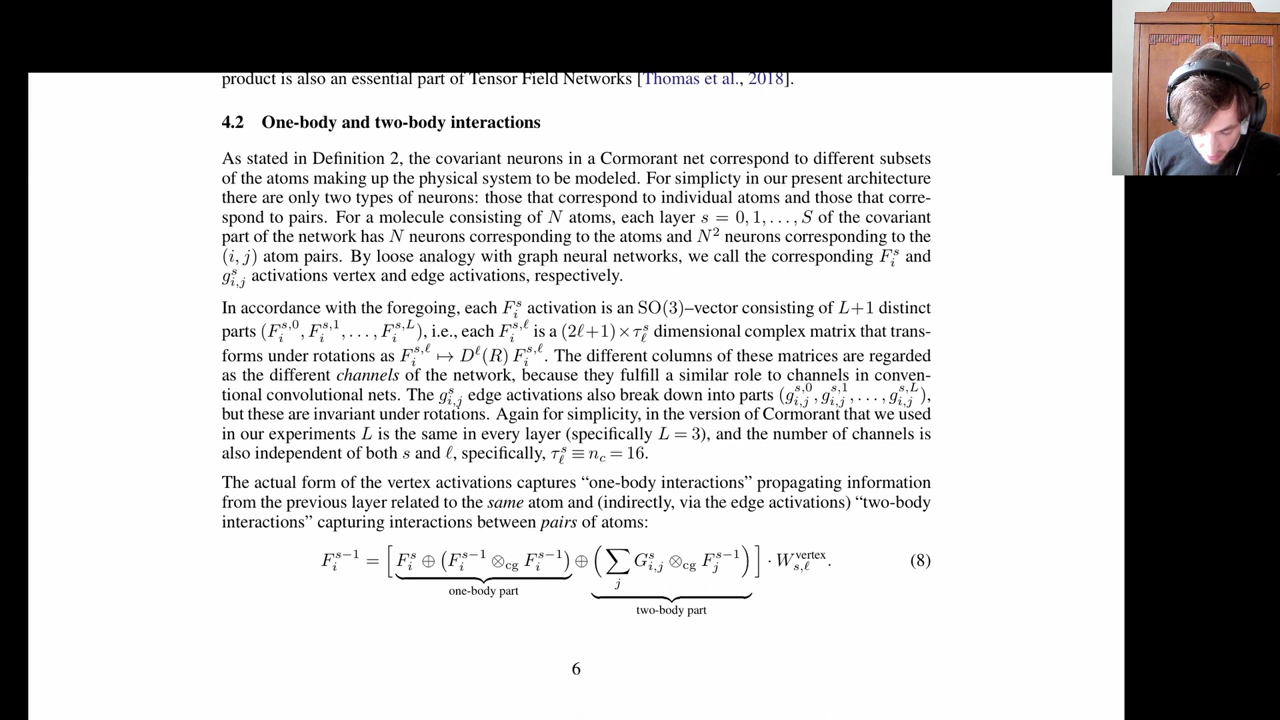 product is also an essential part of Tensor Field Networks [Thomas et al., 2018].
4.2 One-body and two-body interactions
As stated in Definition 2, the covariant neurons in a Cormorant net correspond to different subsets
of the atoms making up the physical system to be modeled. For simplicty in our present architecture
there are only two types of neurons: those that correspond to individual atoms and those that corre-
spond to pairs. For a molecule consisting of N atoms, each layer s = 0, 1, . . . , S of the covariant
part of the network has N neurons corresponding to the atoms and N² neurons corresponding to the
(i, j) atom pairs. By loose analogy with graph neural networks, we call the corresponding F_i^s and
g_{i,j}^s activations vertex and edge activations, respectively.
In accordance with the foregoing, each F_i^s activation is an SO(3)–vector consisting of L+1 distinct
parts (F_i^{s,0}, F_i^{s,1}, . . . , F_i^{s,L}), i.e., each F_i^{s,ℓ} is a (2ℓ+1)×τ_ℓ^s dimensional complex matrix that trans-
forms under rotations as F_i^{s,ℓ} ↦ D^ℓ(R) F_i^{s,ℓ}. The different columns of these matrices are regarded
as the different channels of the network, because they fulfill a similar role to channels in conven-
tional convolutional nets. The g_{i,j}^s edge activations also break down into parts (g_{i,j}^{s,0}, g_{i,j}^{s,1}, . . . , g_{i,j}^{s,L}),
but these are invariant under rotations. Again for simplicity, in the version of Cormorant that we used
in our experiments L is the same in every layer (specifically L = 3), and the number of channels is
also independent of both s and ℓ, specifically, τ_ℓ^s ≡ n_c = 16.
The actual form of the vertex activations captures “one-body interactions” propagating information
from the previous layer related to the same atom and (indirectly, via the edge activations) “two-body
interactions” capturing interactions between pairs of atoms:
F_i^{s−1} = [F_i^s ⊕ (F_i^{s−1} ⊗_cg F_i^{s−1}) ⊕ (∑_j G_{i,j}^s ⊗_cg F_j^{s−1})] · W_{s,ℓ}^{vertex}. (8)
one-body part
two-body part
6